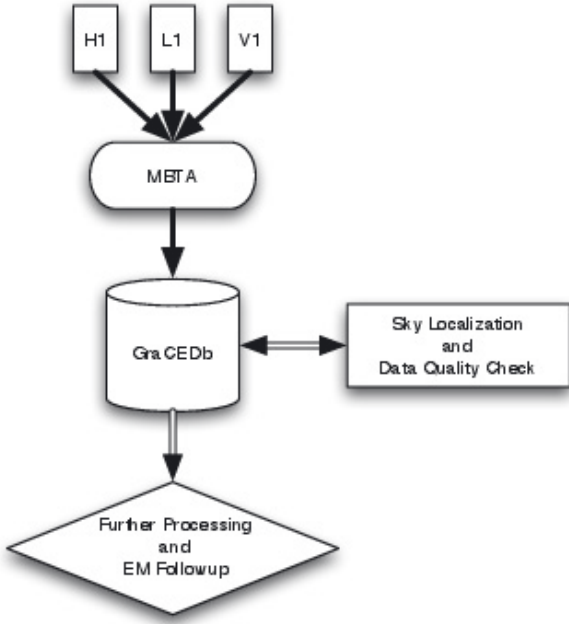 H1 L1 V1
MBTA
GraCEDb
Sky Localization
and
Data Quality Check
Further Processing
and
EM Followup